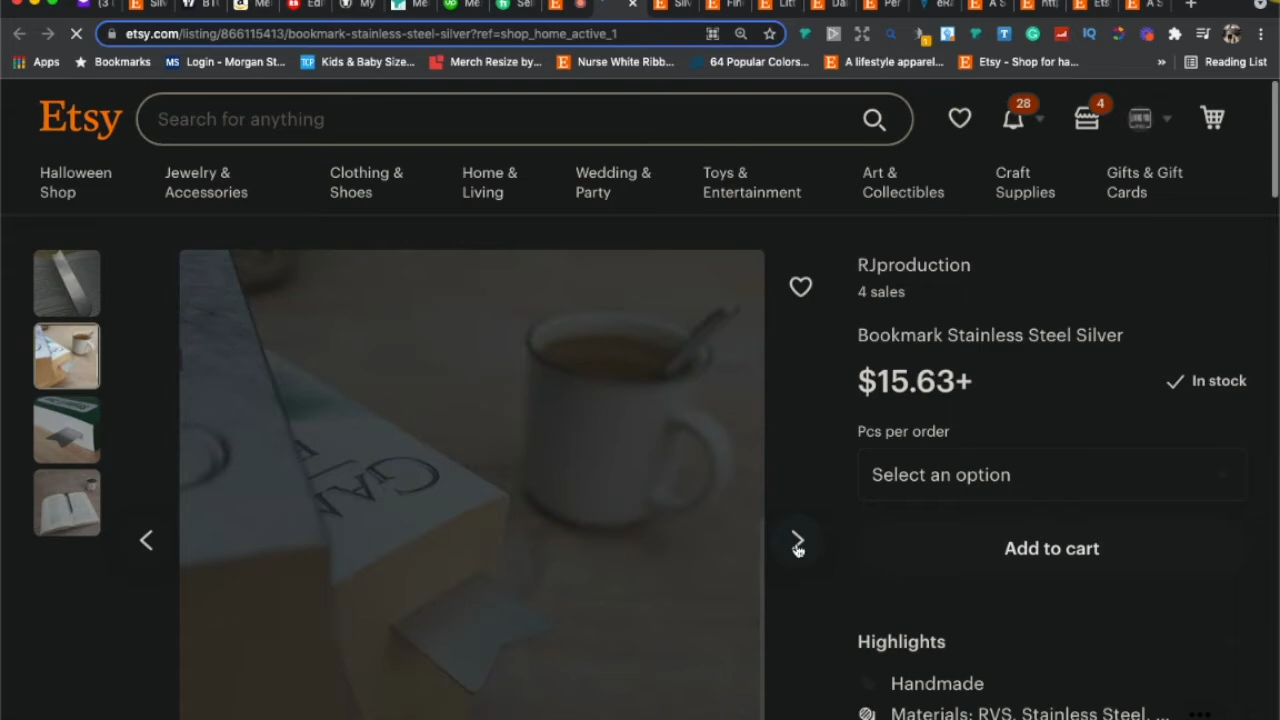 etsy.com/listing/866115413/bookmark-stainless-steel-silver?ref=shop_home_active_1
Apps
Bookmarks
Login - Morgan St...
Kids & Baby Size...
Merch Resize by...
Nurse White Ribb...
64 Popular Colors...
A lifestyle apparel...
Etsy - Shop for ha...
»
Reading List
Etsy
Search for anything
28
4
Halloween
Shop
Jewelry &
Accessories
Clothing &
Shoes
Home &
Living
Wedding &
Party
Toys &
Entertainment
Art &
Collectibles
Craft
Supplies
Gifts & Gift
Cards
RJproduction
4 sales
Bookmark Stainless Steel Silver
$15.63+
In stock
Pcs per order
Select an option
Add to cart
Highlights
Handmade
Materials: RVS, Stainless Steel, ...